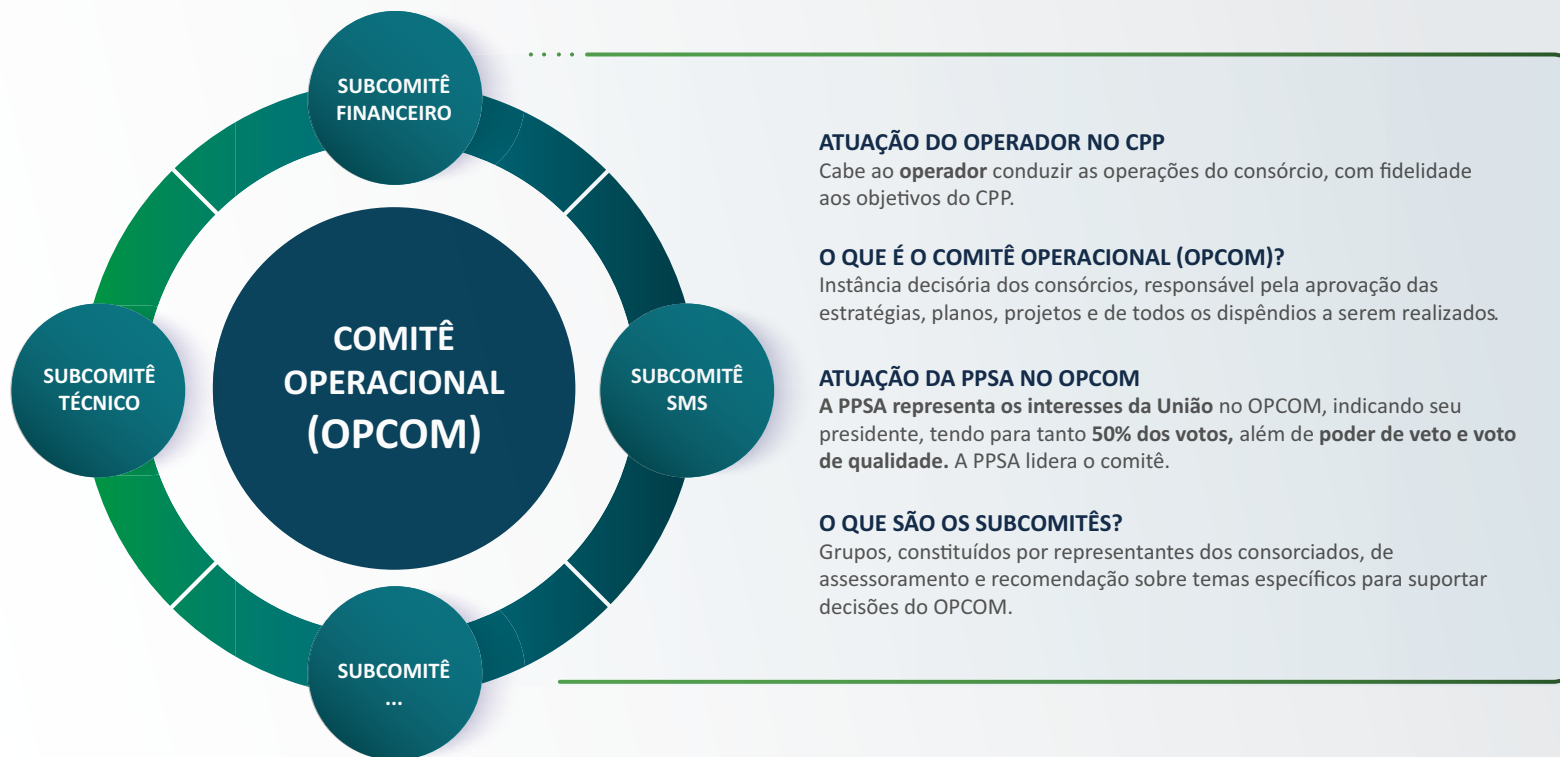 SUBCOMITÊ
FINANCEIRO
SUBCOMITÊ
TÉCNICO
COMITÊ
OPERACIONAL
(OPCOM)
SUBCOMITÊ
SMS
SUBCOMITÊ
...
ATUAÇÃO DO OPERADOR NO CPP
Cabe ao operador conduzir as operações do consórcio, com fidelidade
aos objetivos do CPP.
O QUE É O COMITÊ OPERACIONAL (OPCOM)?
Instância decisória dos consórcios, responsável pela aprovação das
estratégias, planos, projetos e de todos os dispêndios a serem realizados.
ATUAÇÃO DA PPSA NO OPCOM
A PPSA representa os interesses da União no OPCOM, indicando seu
presidente, tendo para tanto 50% dos votos, além de poder de veto e voto
de qualidade. A PPSA lidera o comitê.
O QUE SÃO OS SUBCOMITÊS?
Grupos, constituídos por representantes dos consorciados, de
assessoramento e recomendação sobre temas específicos para suportar
decisões do OPCOM.